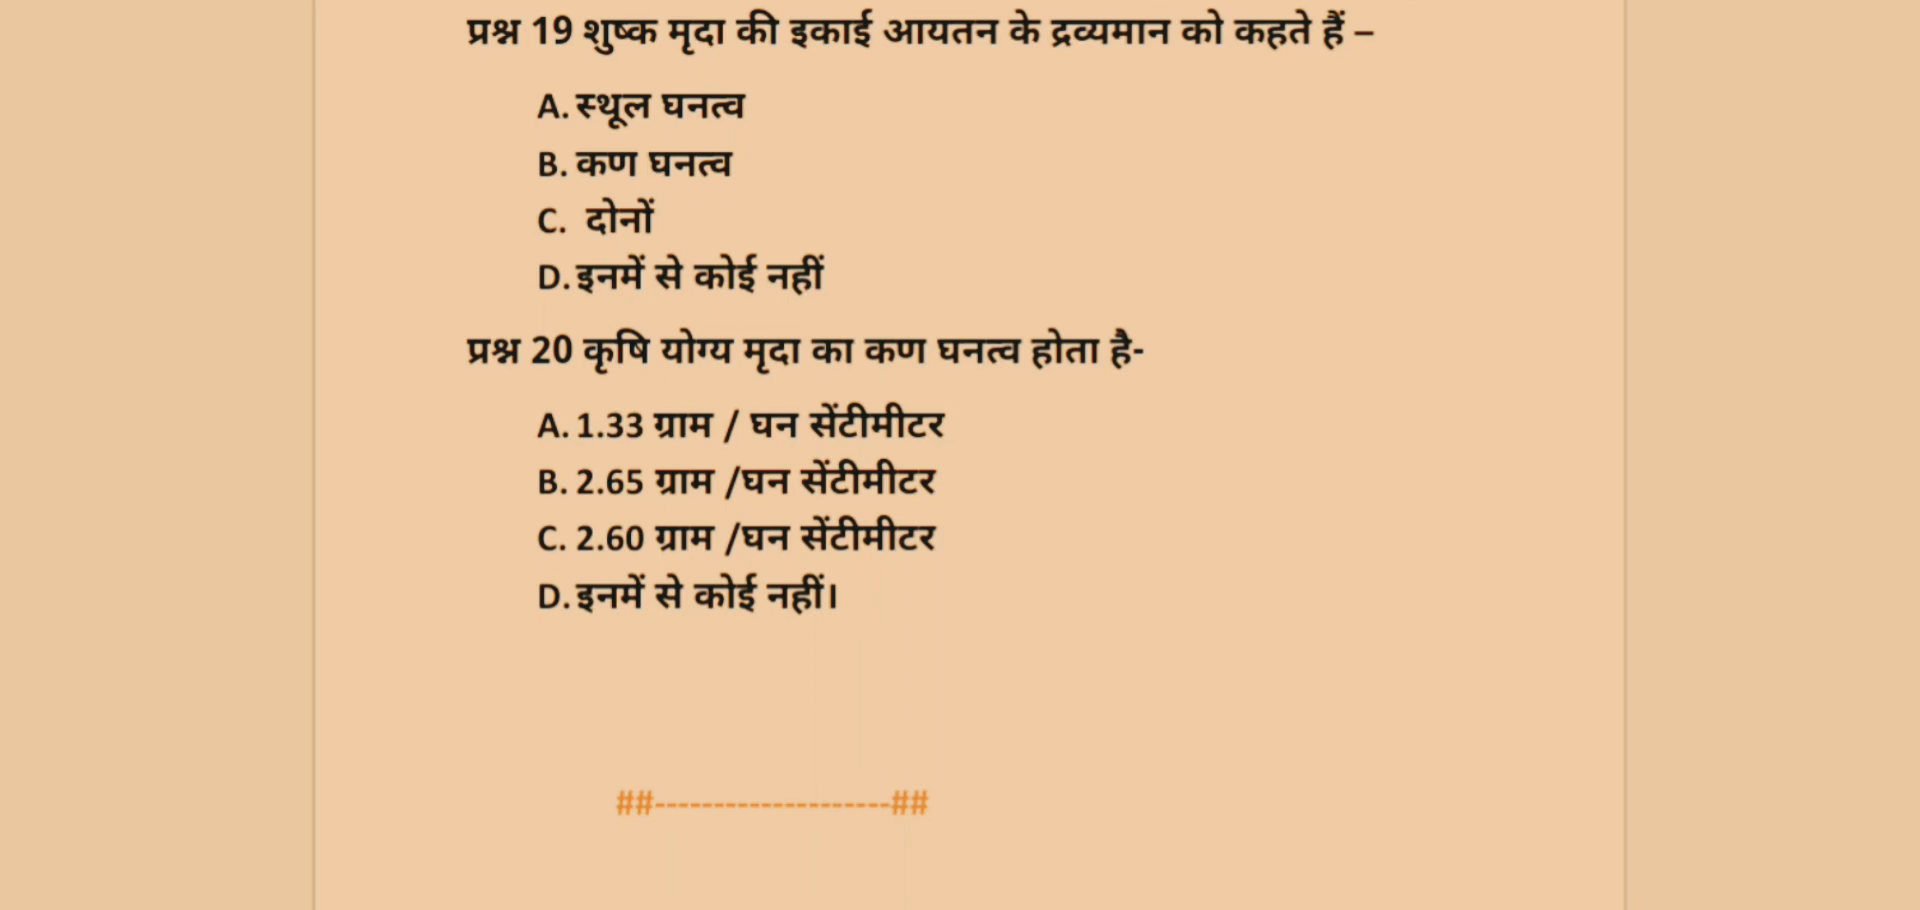 प्रश्न 19 शुष्क मृदा की इकाई आयतन के द्रव्यमान को कहते हैं –
A. स्थूल घनत्व
B. कण घनत्व
C. दोनों
D. इनमें से कोई नहीं
प्रश्न 20 कृषि योग्य मृदा का कण घनत्व होता है-
A. 1.33 ग्राम / घन सेंटीमीटर
B. 2.65 ग्राम /घन सेंटीमीटर
C. 2.60 ग्राम /घन सेंटीमीटर
D. इनमें से कोई नहीं।
##--------------------##